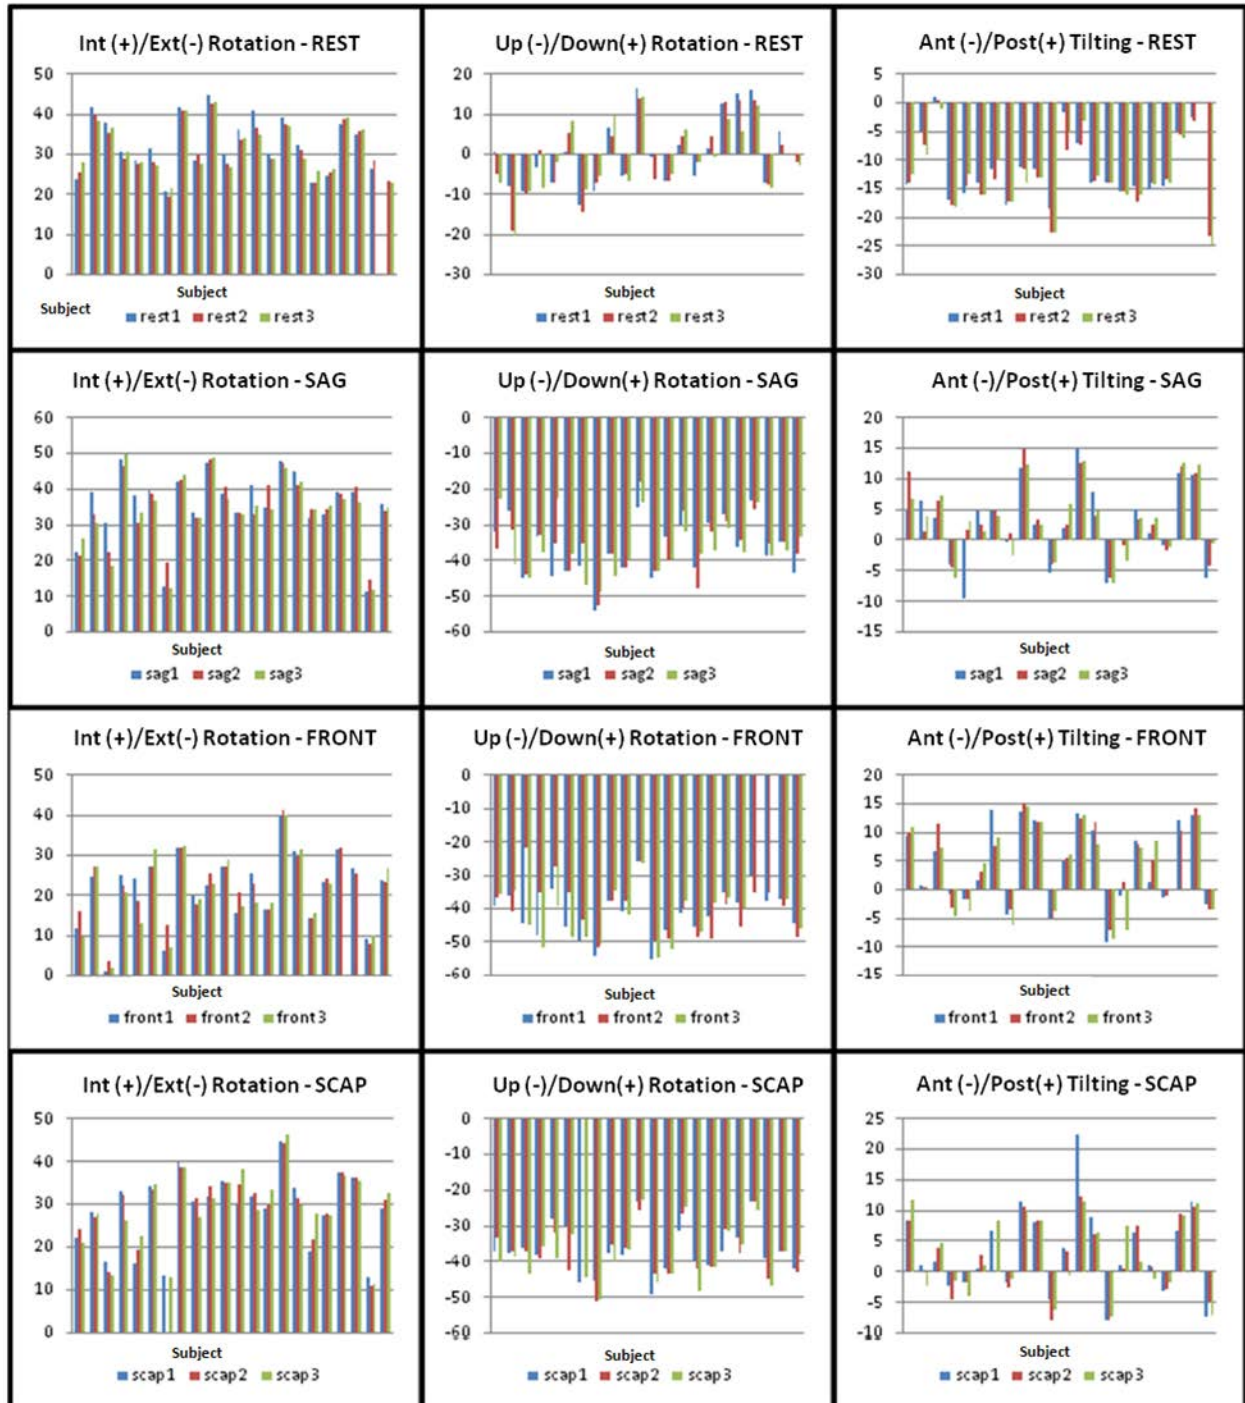 Int (+)/Ext(-) Rotation - REST
50
40
30
20
10
0
Subject
Subject
rest1 rest2 rest3
Up (-)/Down(+) Rotation - REST
20
10
0
-10
-20
-30
Subject
rest1 rest2 rest3
Ant (-)/Post(+) Tilting - REST
5
0
-5
-10
-15
-20
-25
-30
Subject
rest1 rest2 rest3
Int (+)/Ext(-) Rotation - SAG
60
50
40
30
20
10
0
Subject
sag1 sag2 sag3
Up (-)/Down(+) Rotation - SAG
0
-10
-20
-30
-40
-50
-60
Subject
sag1 sag2 sag3
Ant (-)/Post(+) Tilting - SAG
20
15
10
5
0
-5
-10
-15
Subject
sag1 sag2 sag3
Int (+)/Ext(-) Rotation - FRONT
50
40
30
20
10
0
Subject
front1 front2 front3
Up (-)/Down(+) Rotation - FRONT
0
-10
-20
-30
-40
-50
-60
Subject
front1 front2 front3
Ant (-)/Post(+) Tilting - FRONT
20
15
10
5
0
-5
-10
-15
Subject
front1 front2 front3
Int (+)/Ext(-) Rotation - SCAP
50
40
30
20
10
0
Subject
scap1 scap2 scap3
Up (-)/Down(+) Rotation - SCAP
0
-10
-20
-30
-40
-50
-60
Subject
scap1 scap2 scap3
Ant (-)/Post(+) Tilting - SCAP
25
20
15
10
5
0
-5
-10
Subject
scap1 scap2 scap3